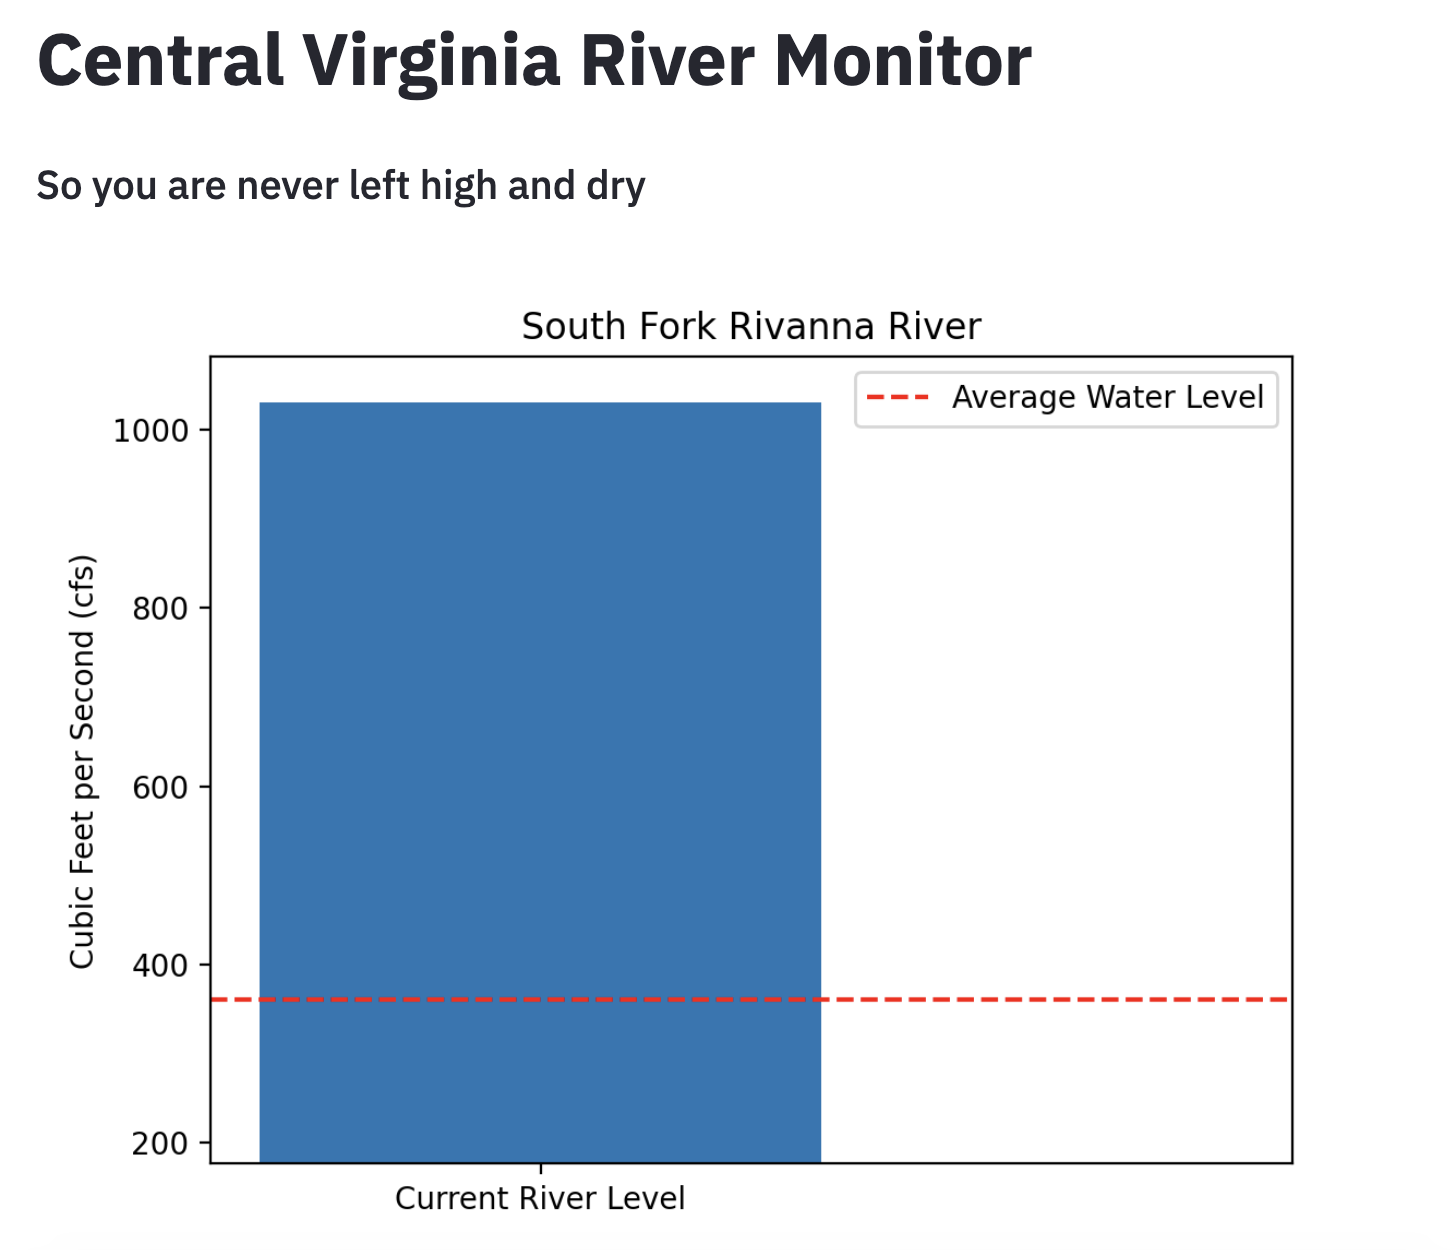 Central Virginia River Monitor
So you are never left high and dry
South Fork Rivanna River
Average Water Level
1000
800
600
400
200
Cubic Feet per Second (cfs)
Current River Level